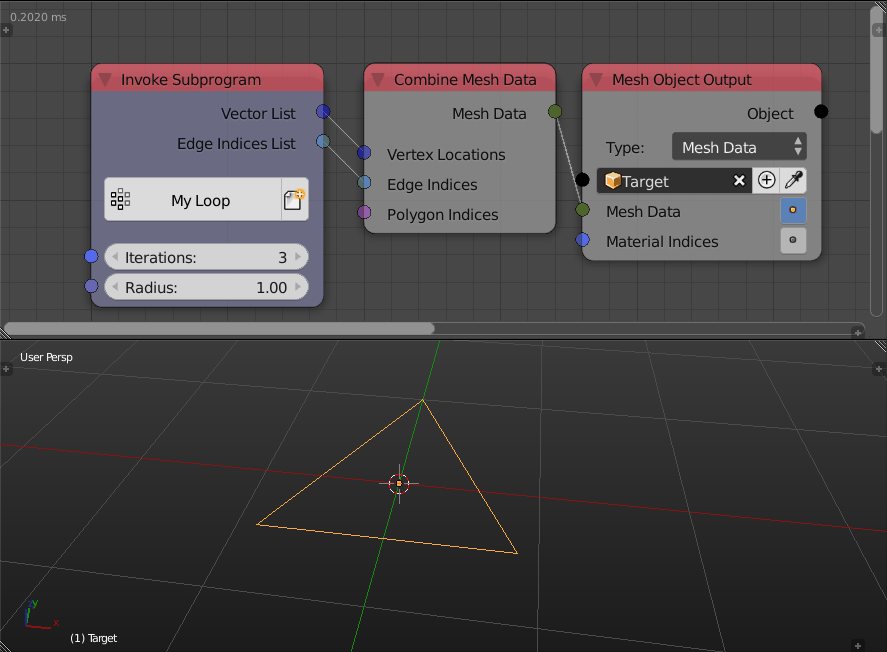 0.2020 ms
Invoke Subprogram
Vector List
Edge Indices List
My Loop
Iterations: 3
Radius: 1.00
Combine Mesh Data
Mesh Data
Vertex Locations
Edge Indices
Polygon Indices
Mesh Object Output
Object
Type: Mesh Data
Target
Mesh Data
Material Indices
User Persp
y
x
(1) Target